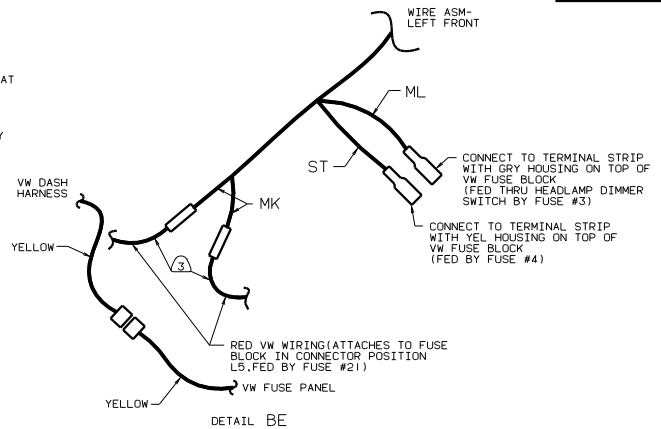 WIRE ASM-
LEFT FRONT
AT
Y
ML
ST
CONNECT TO TERMINAL STRIP
WITH GRY HOUSING ON TOP OF
VW FUSE BLOCK
(FED THRU HEADLAMP DIMMER
SWITCH BY FUSE #3)
CONNECT TO TERMINAL STRIP
WITH YEL HOUSING ON TOP OF
VW FUSE BLOCK
(FED BY FUSE #4)
VW DASH
HARNESS
MK
YELLOW
3
RED VW WIRING(ATTACHES TO FUSE
BLOCK IN CONNECTOR POSITION
L5,FED BY FUSE #21)
VW FUSE PANEL
YELLOW
DETAIL BE